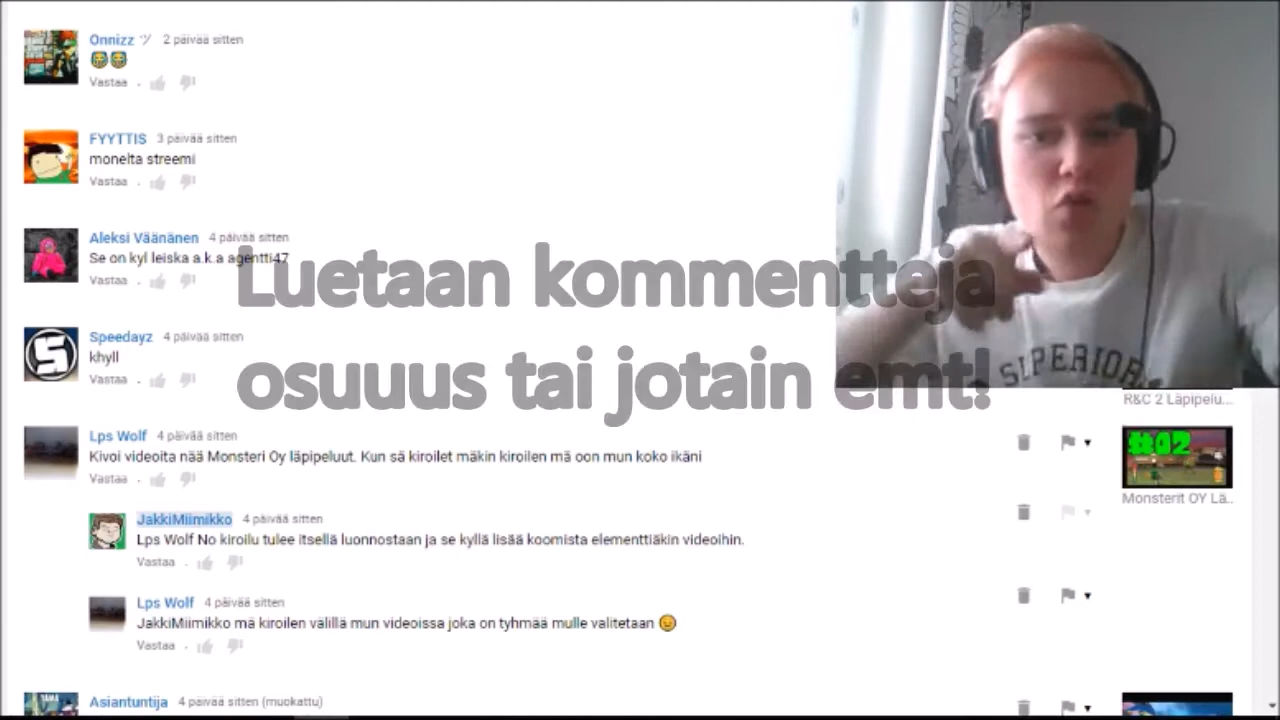 Onnizz ツ 2 päivää sitten
Vastaa
FYYTTIS 3 päivää sitten
monelta streemi
Vastaa
Aleksi Väänänen 4 päivää sitten
Se on kyl leiska a.k.a agentti47
Vastaa
Luetaan kommentteja
osuuus tai jotain emt!
Speedayz 4 päivää sitten
khyll
Vastaa
SUPERIOR
R&C 2 Läpipelu...
Lps Wolf 4 päivää sitten
Kivoi videoita nää Monsteri Oy läpipeluut. Kun sä kiroilet mäkin kiroilen mä oon mun koko ikäni
Vastaa
#02
Monsterit OY Lä..
JakkiMiimikko 4 päivää sitten
Lps Wolf No kiroilu tulee itsellä luonnostaan ja se kyllä lisää koomista elementtiäkin videoihin.
Vastaa
Lps Wolf 4 päivää sitten
JakkiMiimikko mä kiroilen välillä mun videoissa joka on tyhmää mulle valitetaan
Vastaa
Asiantuntija 4 päivää sitten (muokattu)